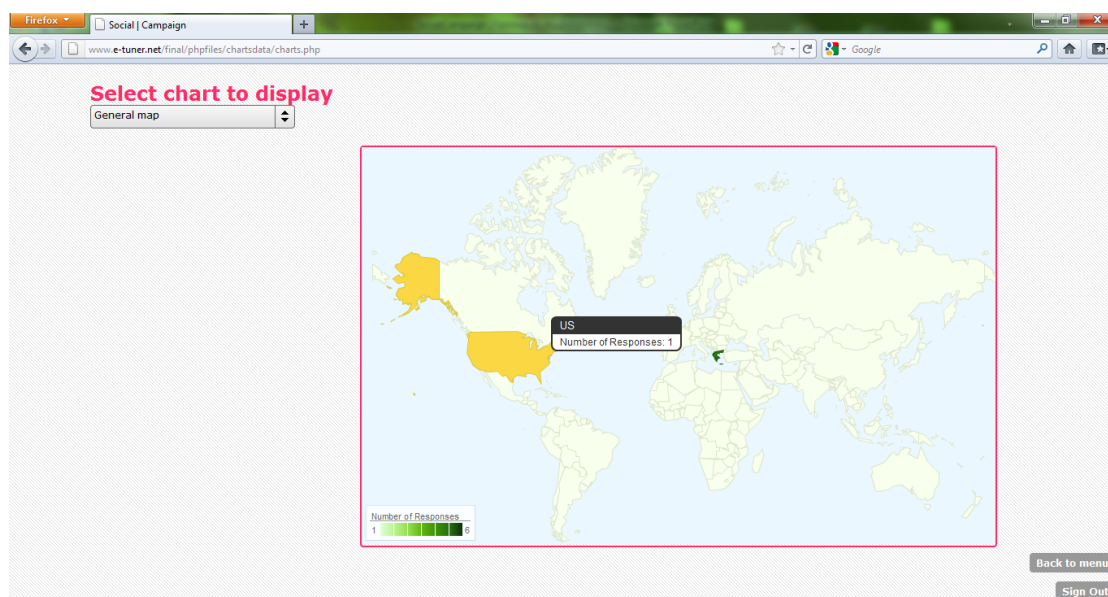 Firefox
Social | Campaign
www.e-tuner.net/final/phpfiles/chartsdata/charts.php
Google
Select chart to display
General map
US
Number of Responses: 1
Number of Responses
1 6
Back to menu
Sign Out